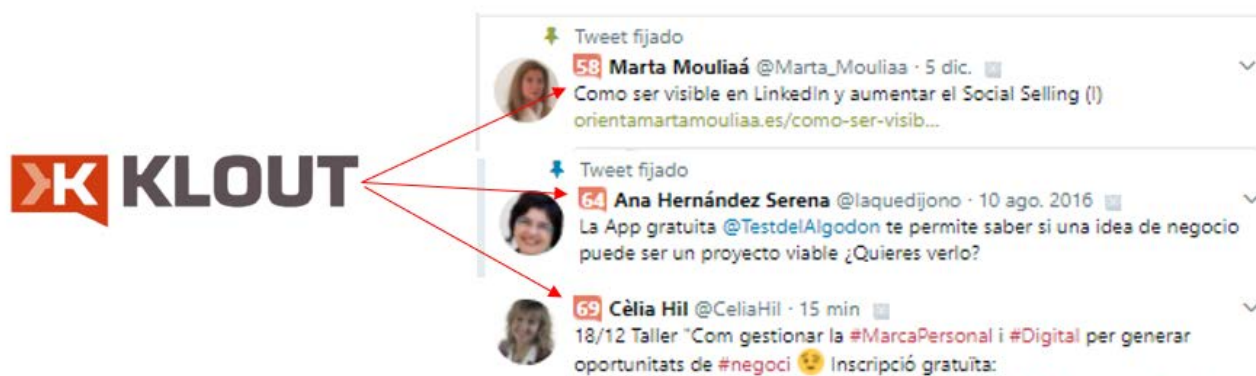 KLOUT
Tweet fijado
58 Marta Mouliaá @Marta_Mouliaa · 5 dic.
Como ser visible en LinkedIn y aumentar el Social Selling (I)
orientamartamouliaa.es/como-ser-visib...
Tweet fijado
64 Ana Hernández Serena @laquedijono · 10 ago. 2016
La App gratuita @TestdelAlgodon te permite saber si una idea de negocio
puede ser un proyecto viable ¿Quieres verlo?
69 Cèlia Hil @CeliaHil · 15 min
18/12 Taller "Com gestionar la #MarcaPersonal i #Digital per generar
oportunitats de #negoci 😉 Inscripció gratuïta: